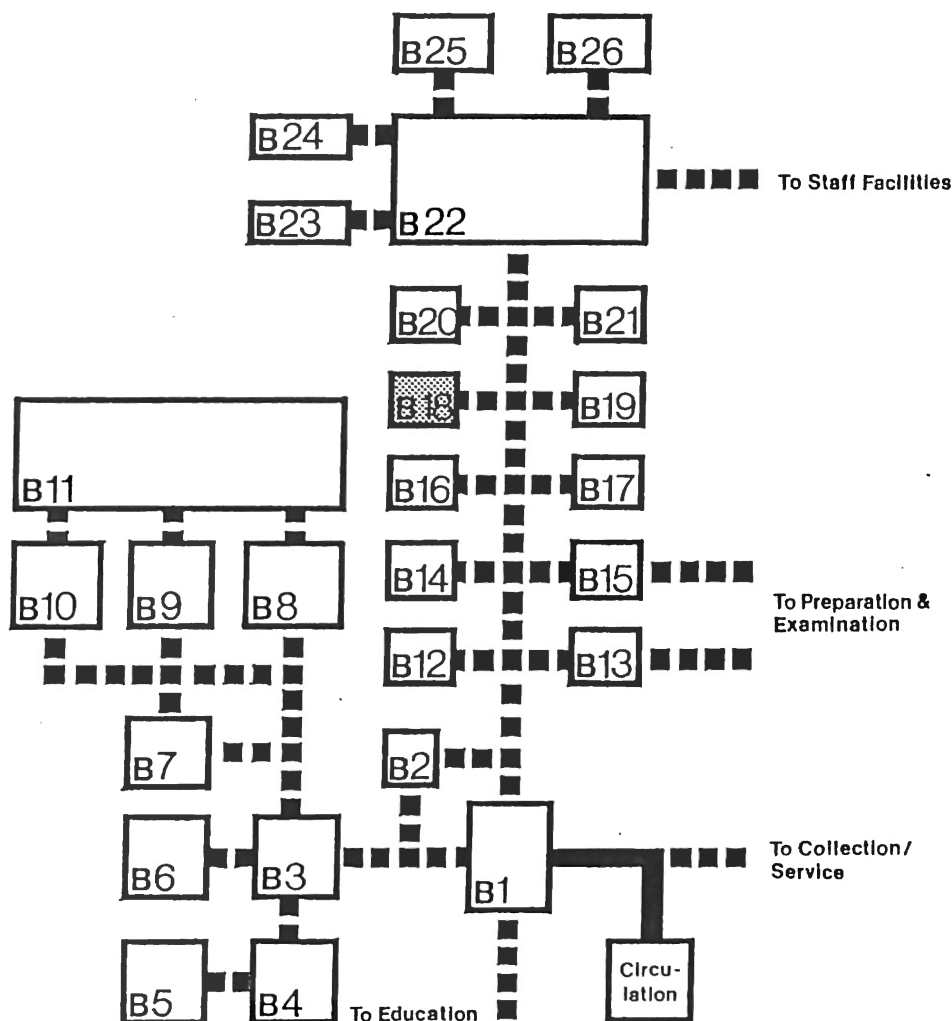 B25
B26
B24
To Staff Facilities
B23
B22
B20
B21
B18
B19
B11
B16
B17
B10
B9
B8
B14
B15
To Preparation &
Examination
B12
B13
B7
B2
B6
B3
B1
To Collection/
Service
B5
B4
To Education
Circu-
lation